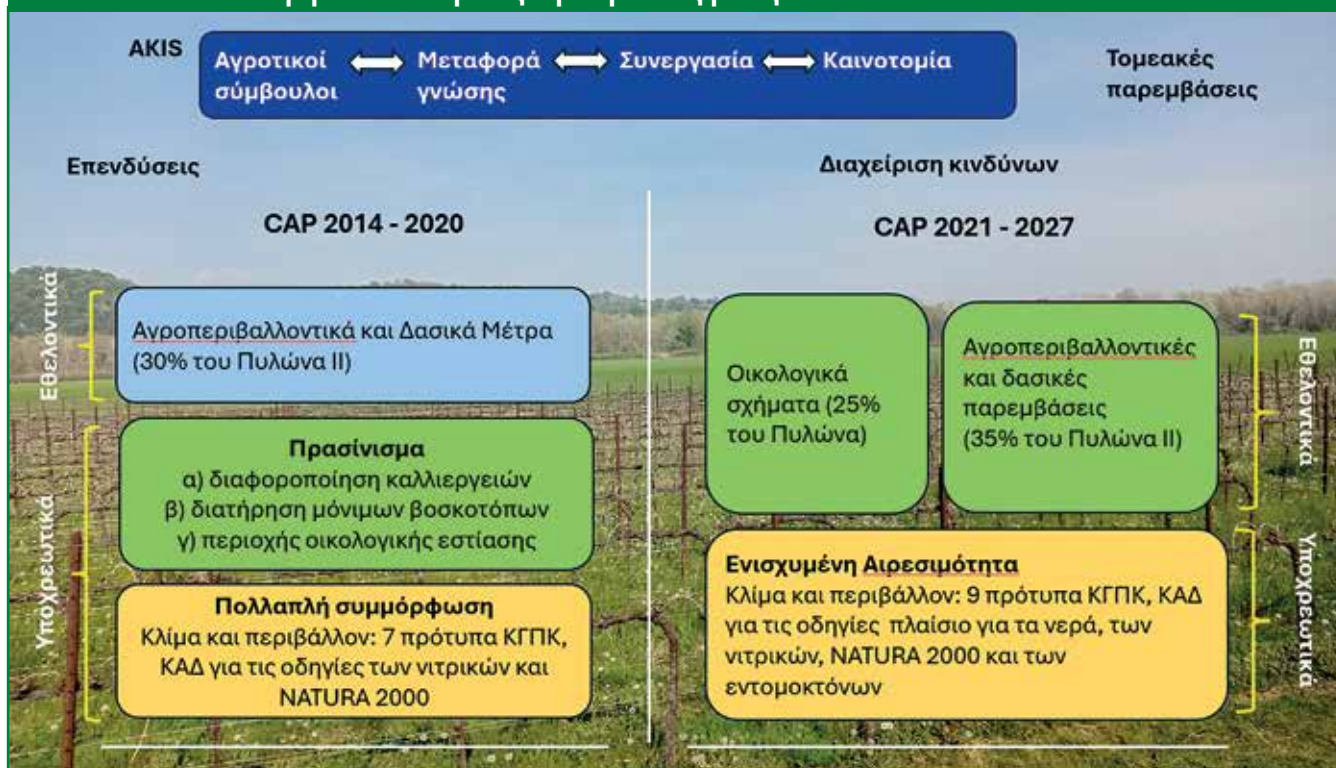 AKIS
Αγροτικοί
σύμβουλοι
Μεταφορά
γνώσης
Συνεργασία
Καινοτομία
Τομεακές
παρεμβάσεις
Επενδύσεις
Διαχείριση κινδύνων
CAP 2014 - 2020
CAP 2021 - 2027
Εθελοντικά
Αγροπεριβαλλοντικά και Δασικά Μέτρα
(30% του Πυλώνα ΙΙ)
Υποχρεωτικά
Πρασίνισμα
α) διαφοροποίηση καλλιεργειών
β) διατήρηση μόνιμων βοσκοτόπων
γ) περιοχής οικολογικής εστίασης
Πολλαπλή συμμόρφωση
Κλίμα και περιβάλλον: 7 πρότυπα ΚΓΠΚ,
ΚΑΔ για τις οδηγίες των νιτρικών και
NATURA 2000
Οικολογικά
σχήματα (25%
του Πυλώνα)
Αγροπεριβαλλοντικές
και δασικές
παρεμβάσεις
(35% του Πυλώνα ΙΙ)
Εθελοντικά
Ενισχυμένη Αιρεσιμότητα
Κλίμα και περιβάλλον: 9 πρότυπα ΚΓΠΚ, ΚΑΔ
για τις οδηγίες πλαίσιο για τα νερά, των
νιτρικών, NATURA 2000 και των
εντομοκτόνων
Υποχρεωτικά